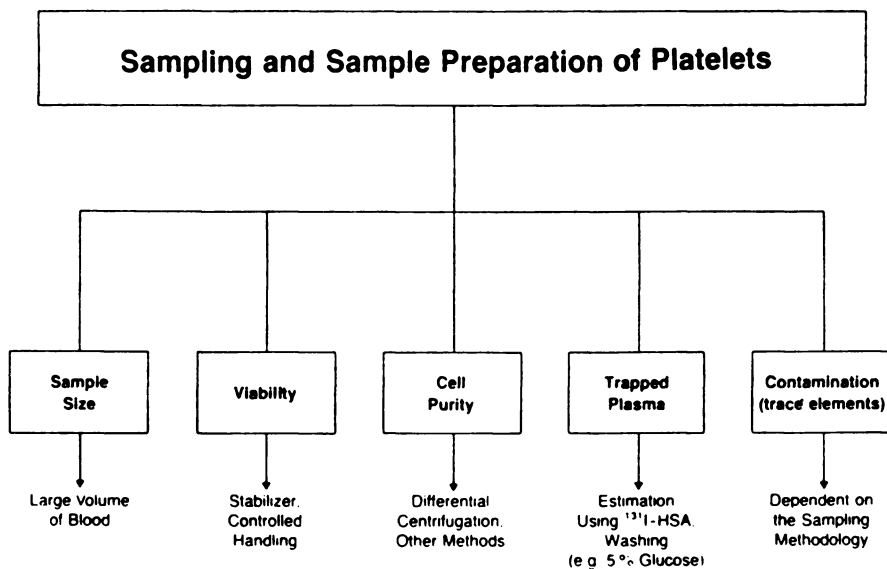 Sampling and Sample Preparation of Platelets
Sample
Size
Viability
Cell
Purity
Trapped
Plasma
Contamination
(trace elements)
Large Volume
of Blood
Stabilizer.
Controlled
Handling
Differential
Centrifugation.
Other Methods
Estimation
Using ¹³¹I-HSA.
Washing
(e g 5% Glucose)
Dependent on
the Sampling
Methodology